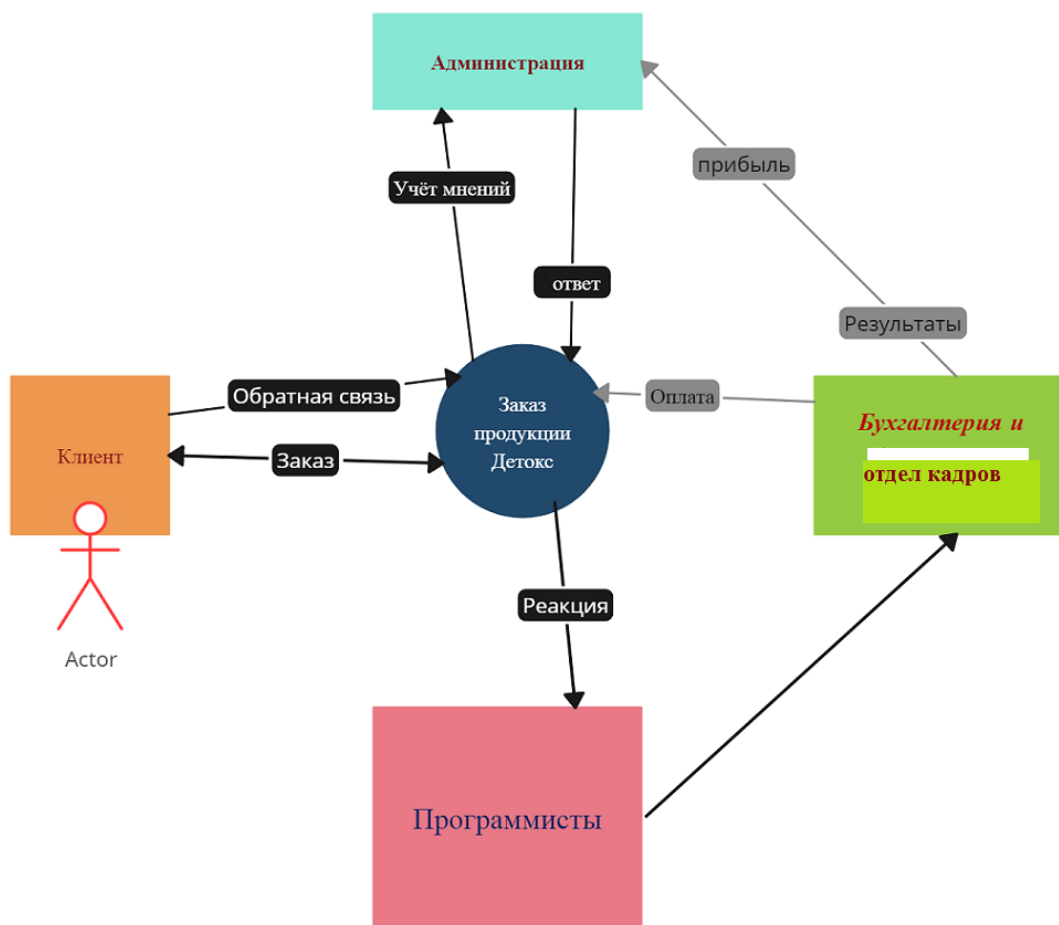 Администрация
прибыль
Учёт мнений
ответ
Результаты
Обратная связь
Оплата
Заказ
продукции
Детокс
Бухгалтерия и
отдел кадров
Клиент
Заказ
Реакция
Actor
Программисты